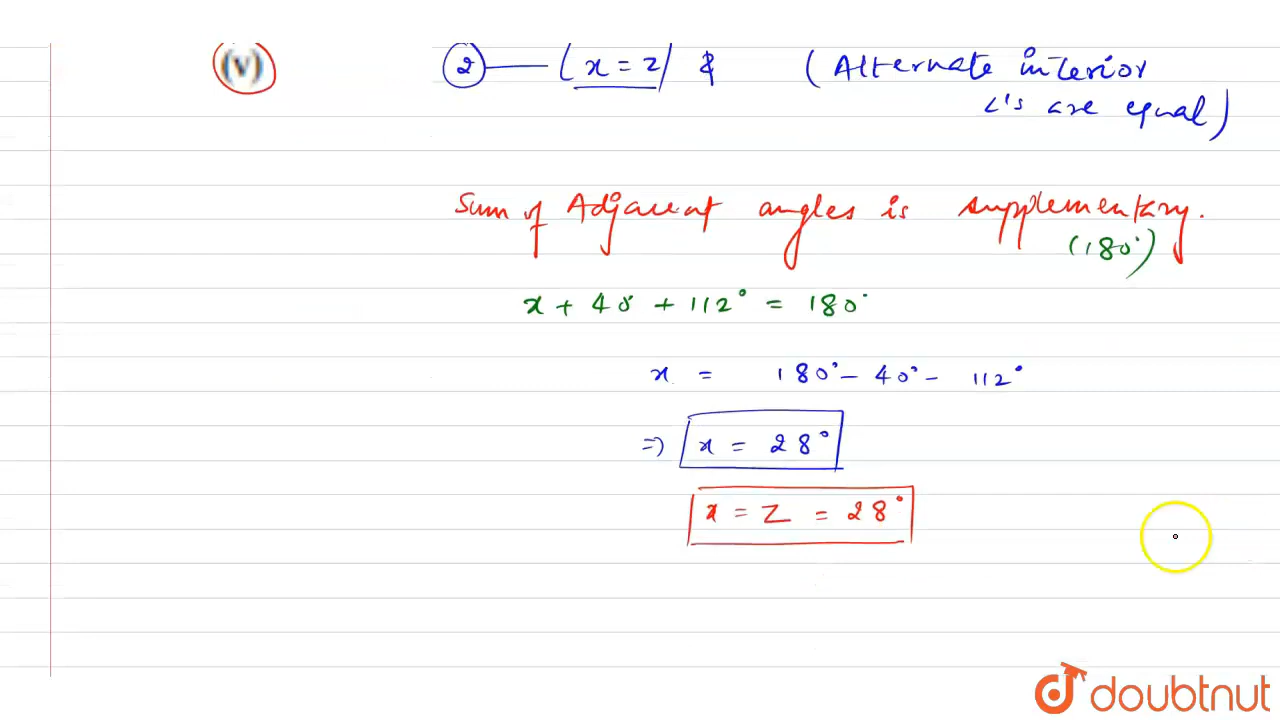 (v) 2 — (x = z) & (Alternate interior
∠'s are equal)
Sum of Adjacent angles is supplementary.
(180°)
x + 40° + 112° = 180°
x = 180° - 40° - 112°
⇒ x = 28°
x = Z = 28°
doubtnut